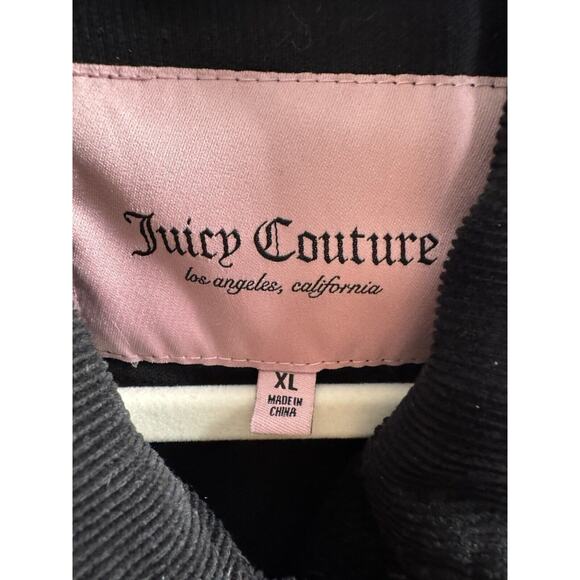 Juicy Couture
los angeles, california
XL
MADE IN
CHINA